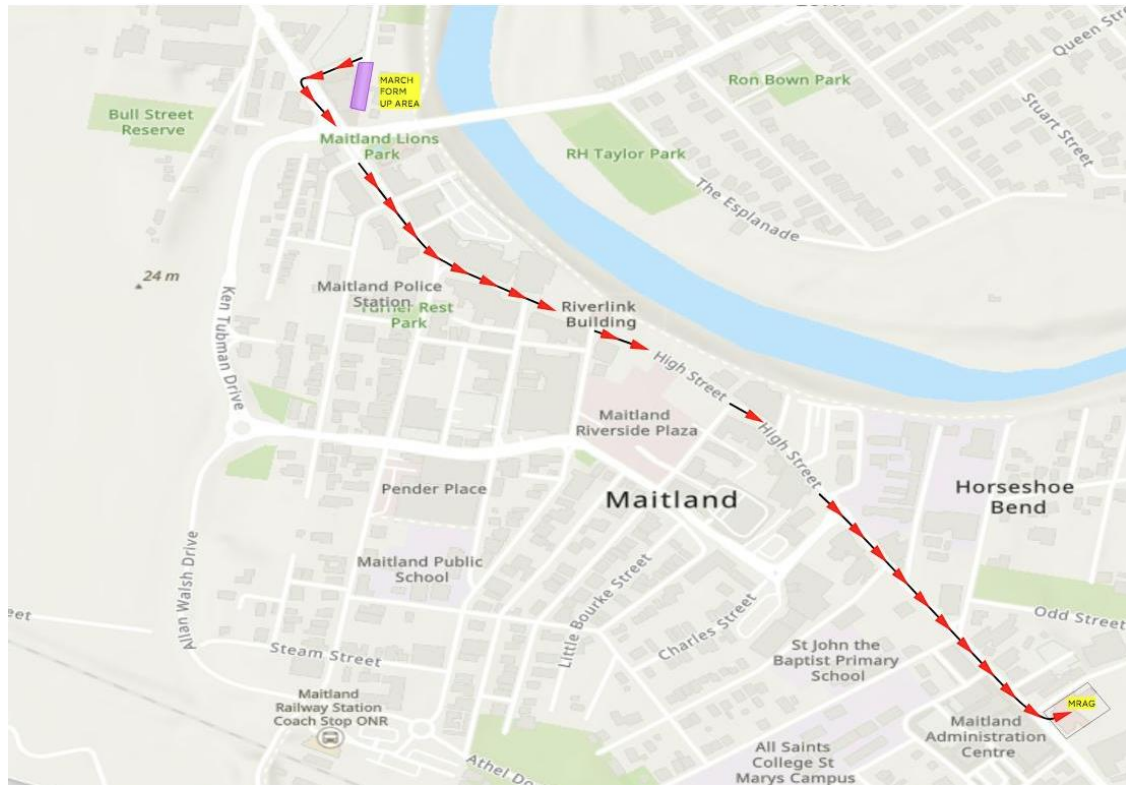 Queen Str
Ron Bown Park
Stuart Street
MARCH
FORM
UP AREA
Bull Street
Reserve
Maitland Lions
Park
RH Taylor Park
The Esplanade
24 m
Ken Tubman Drive
Maitland Police
Station
Turner Rest
Park
Riverlink
Building
High Street
High Street
Maitland
Riverside Plaza
Pender Place
Maitland
Horseshoe
Bend
Maitland Public
School
Allan Walsh Drive
Little Bourke Street
Charles Street
Odd Street
eet
Steam Street
St John the
Baptist Primary
School
Maitland
Railway Station
Coach Stop ONR
MRAG
Maitland
Administration
Centre
All Saints
College St
Marys Campus
Athel Do